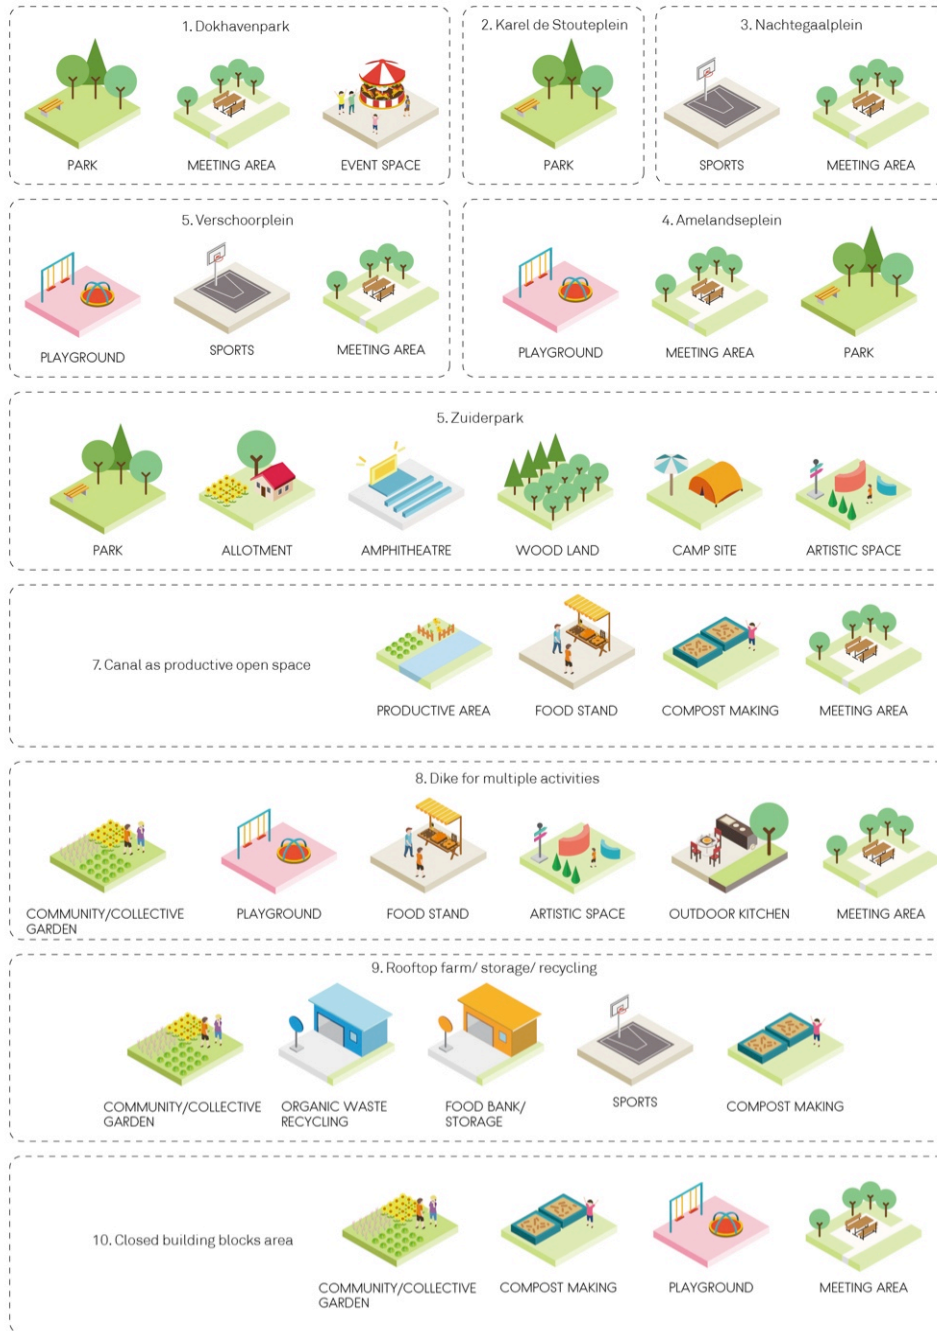 1. Dokhavenpark
PARK
MEETING AREA
EVENT SPACE
2. Karel de Stouteplein
PARK
3. Nachtegaalplein
SPORTS
MEETING AREA
5. Verschoorplein
PLAYGROUND
SPORTS
MEETING AREA
4. Amelandseplein
PLAYGROUND
MEETING AREA
PARK
5. Zuiderpark
PARK
ALLOTMENT
AMPHITHEATRE
WOOD LAND
CAMP SITE
ARTISTIC SPACE
7. Canal as productive open space
PRODUCTIVE AREA
FOOD STAND
COMPOST MAKING
MEETING AREA
8. Dike for multiple activities
COMMUNITY/COLLECTIVE
GARDEN
PLAYGROUND
FOOD STAND
ARTISTIC SPACE
OUTDOOR KITCHEN
MEETING AREA
9. Rooftop farm/ storage/ recycling
COMMUNITY/COLLECTIVE
GARDEN
ORGANIC WASTE
RECYCLING
FOOD BANK/
STORAGE
SPORTS
COMPOST MAKING
10. Closed building blocks area
COMMUNITY/COLLECTIVE
GARDEN
COMPOST MAKING
PLAYGROUND
MEETING AREA